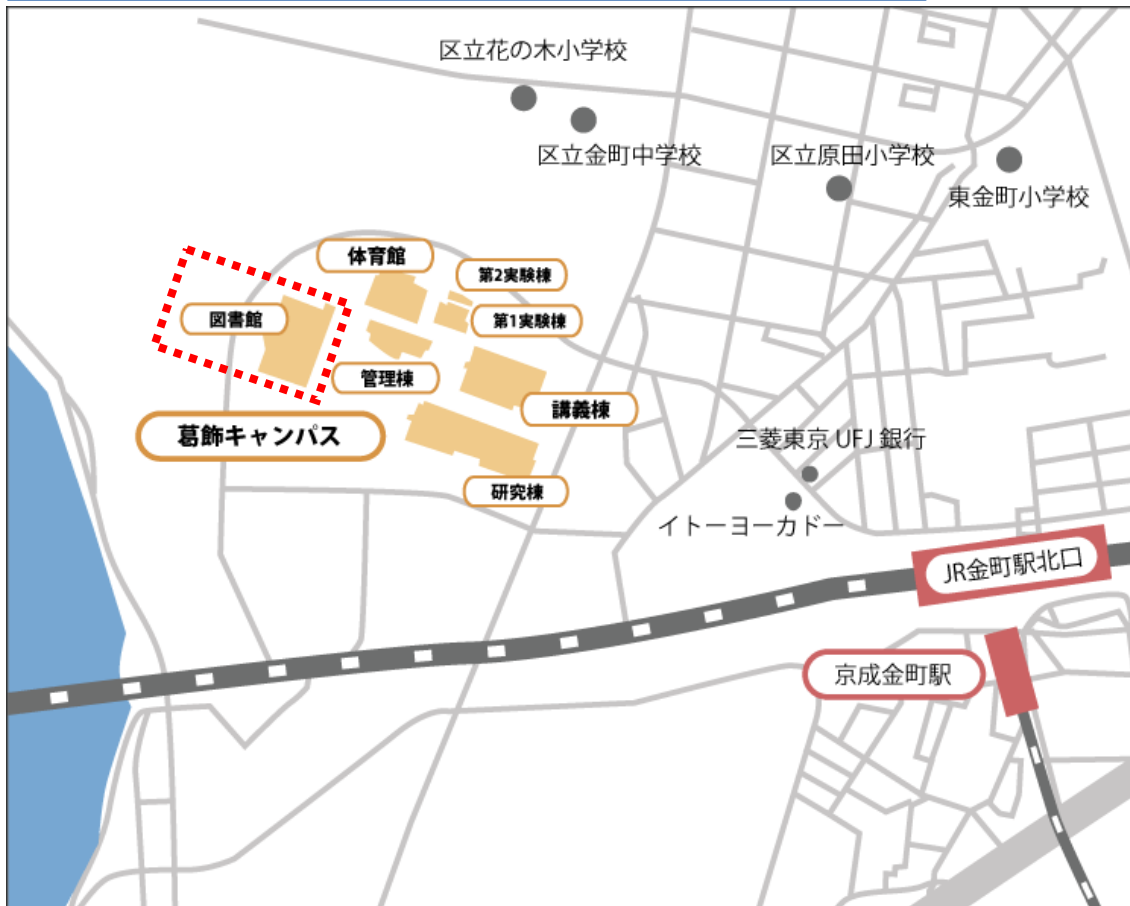 区立花の木小学校
区立金町中学校
区立原田小学校
東金町小学校
体育館
第2実験棟
図書館
第1実験棟
管理棟
講義棟
葛飾キャンパス
三菱東京 UFJ 銀行
研究棟
イトーヨーカドー
JR金町駅北口
京成金町駅